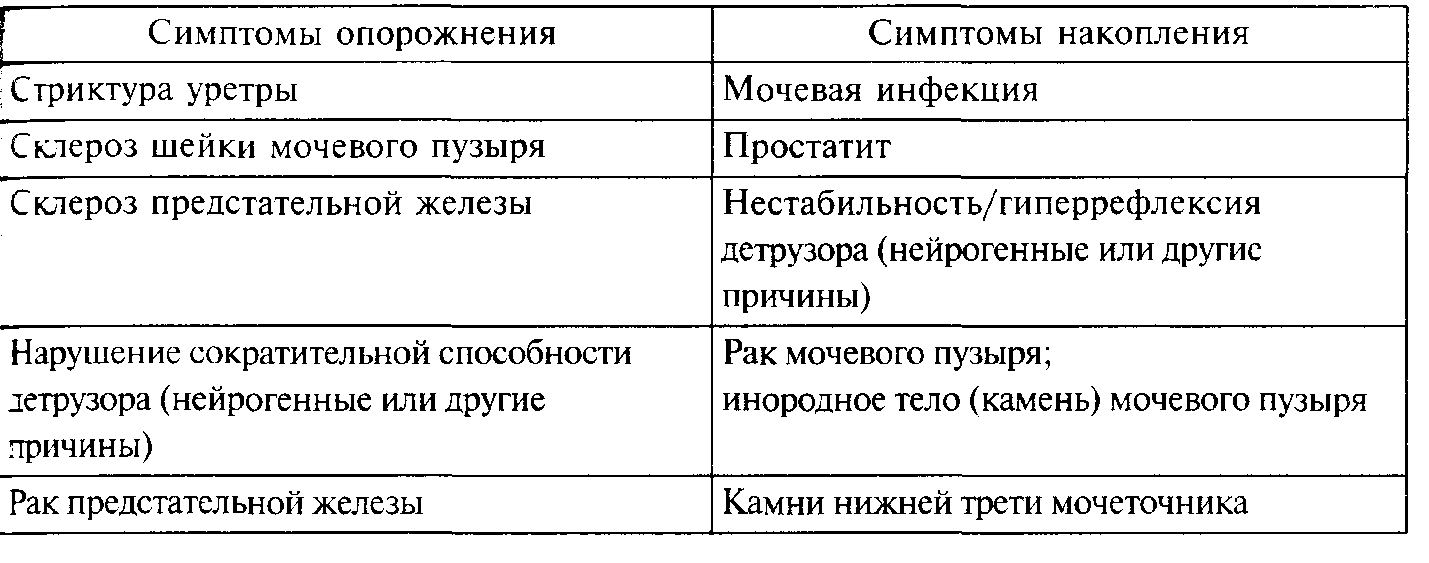 Симптомы опорожнения
Симптомы накопления
Стриктура уретры
Мочевая инфекция
Склероз шейки мочевого пузыря
Простатит
Склероз предстательной железы
Нестабильность/гиперрефлексия
детрузора (нейрогенные или другие
причины)
Нарушение сократительной способности
детрузора (нейрогенные или другие
причины)
Рак мочевого пузыря;
инородное тело (камень) мочевого пузыря
Рак предстательной железы
Камни нижней трети мочеточника